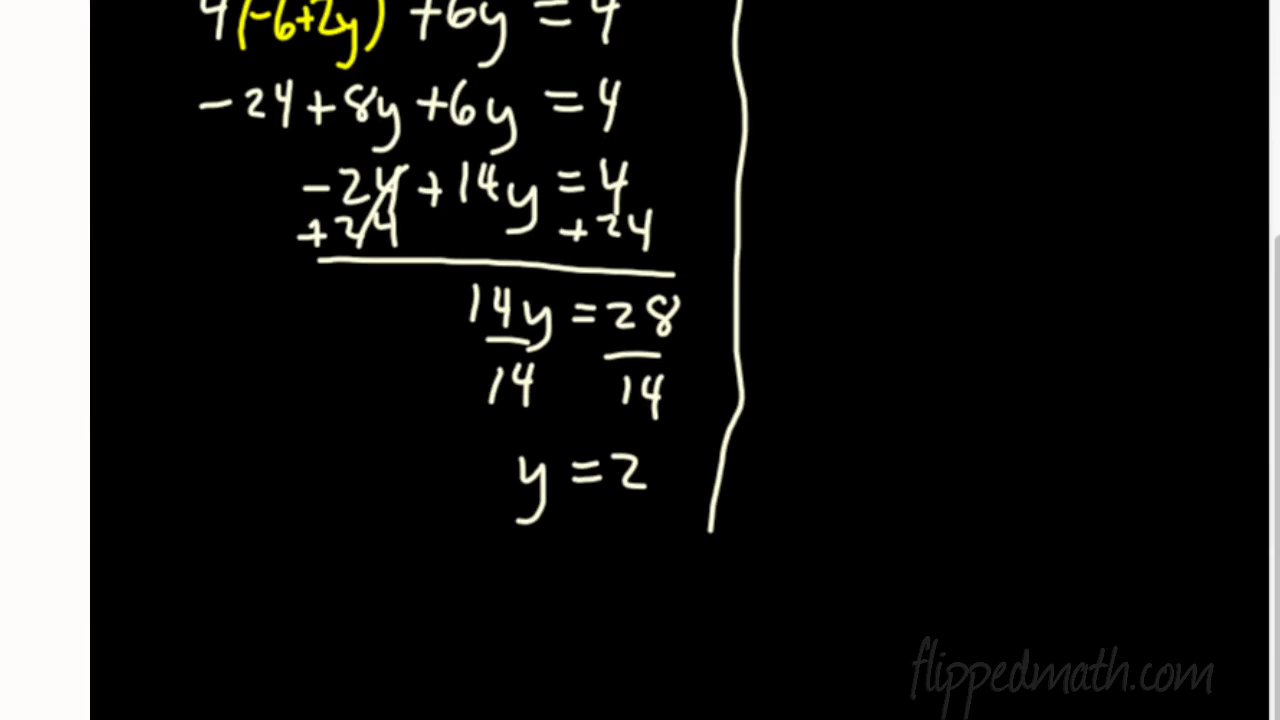 4(-6+2y) +6y = 4
-24+8y+6y = 4
-24+14y = 4
+24 +24
14y = 28
14 14
y = 2
flippedmath.com